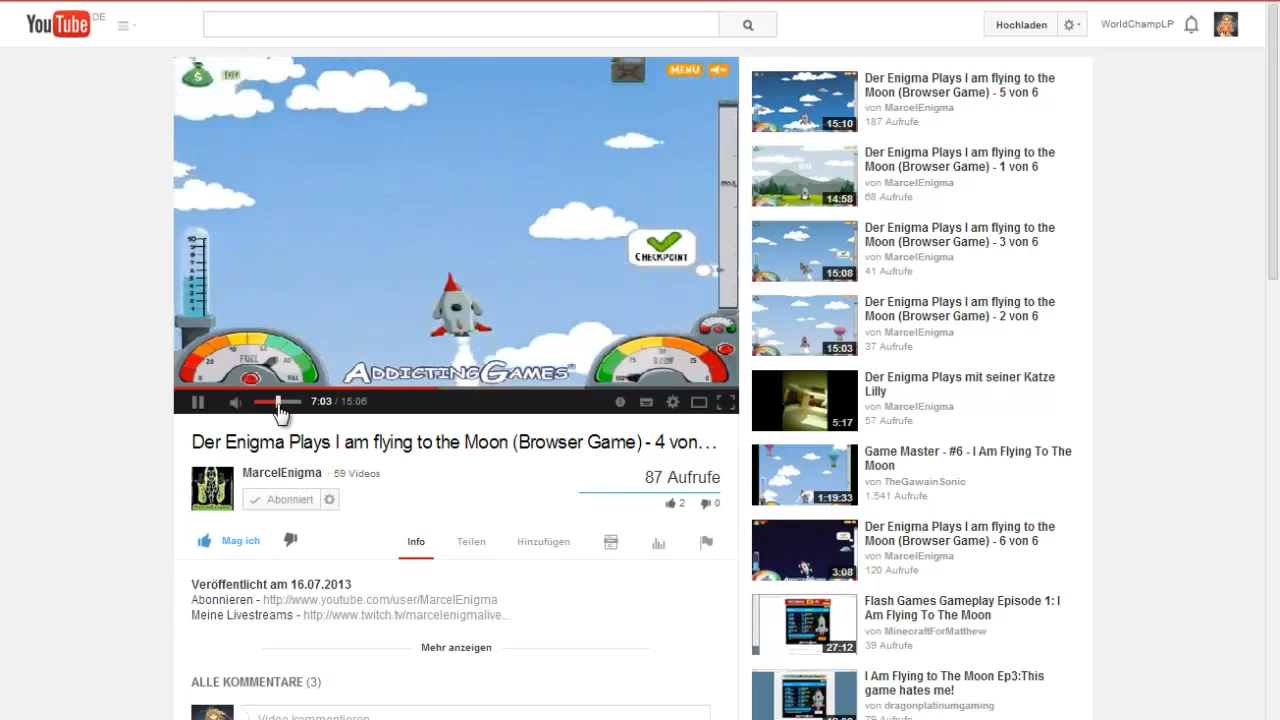 YouTube DE
Hochladen
WorldChampLP
MENU
CHECKPOINT
FUEL
ADDICTINGGAMES
7:03 / 15:06
Der Enigma Plays I am flying to the Moon (Browser Game) - 4 von...
MarcelEnigma · 59 Videos
Abonniert
87 Aufrufe
2 0
Mag ich
Info Teilen Hinzufügen
Veröffentlicht am 16.07.2013
Abonnieren - http://www.youtube.com/user/MarcelEnigma
Meine Livestreams - http://www.twitch.tv/marcelenigmalive...
Mehr anzeigen
ALLE KOMMENTARE (3)
Video kommentieren
Der Enigma Plays I am flying to the
Moon (Browser Game) - 5 von 6
von MarcelEnigma
187 Aufrufe
15:10
Der Enigma Plays I am flying to the
Moon (Browser Game) - 1 von 6
von MarcelEnigma
68 Aufrufe
14:58
Der Enigma Plays I am flying to the
Moon (Browser Game) - 3 von 6
von MarcelEnigma
41 Aufrufe
15:08
Der Enigma Plays I am flying to the
Moon (Browser Game) - 2 von 6
von MarcelEnigma
37 Aufrufe
15:03
Der Enigma Plays mit seiner Katze
Lilly
von MarcelEnigma
57 Aufrufe
5:17
Game Master - #6 - I Am Flying To The
Moon
von TheGawainSonic
1.541 Aufrufe
1:19:33
Der Enigma Plays I am flying to the
Moon (Browser Game) - 6 von 6
von MarcelEnigma
120 Aufrufe
3:08
Flash Games Gameplay Episode 1: I
Am Flying To The Moon
von MinecraftForMatthew
39 Aufrufe
27:12
I Am Flying to The Moon Ep3:This
game hates me!
von dragonplatinumgaming
79 Aufrufe